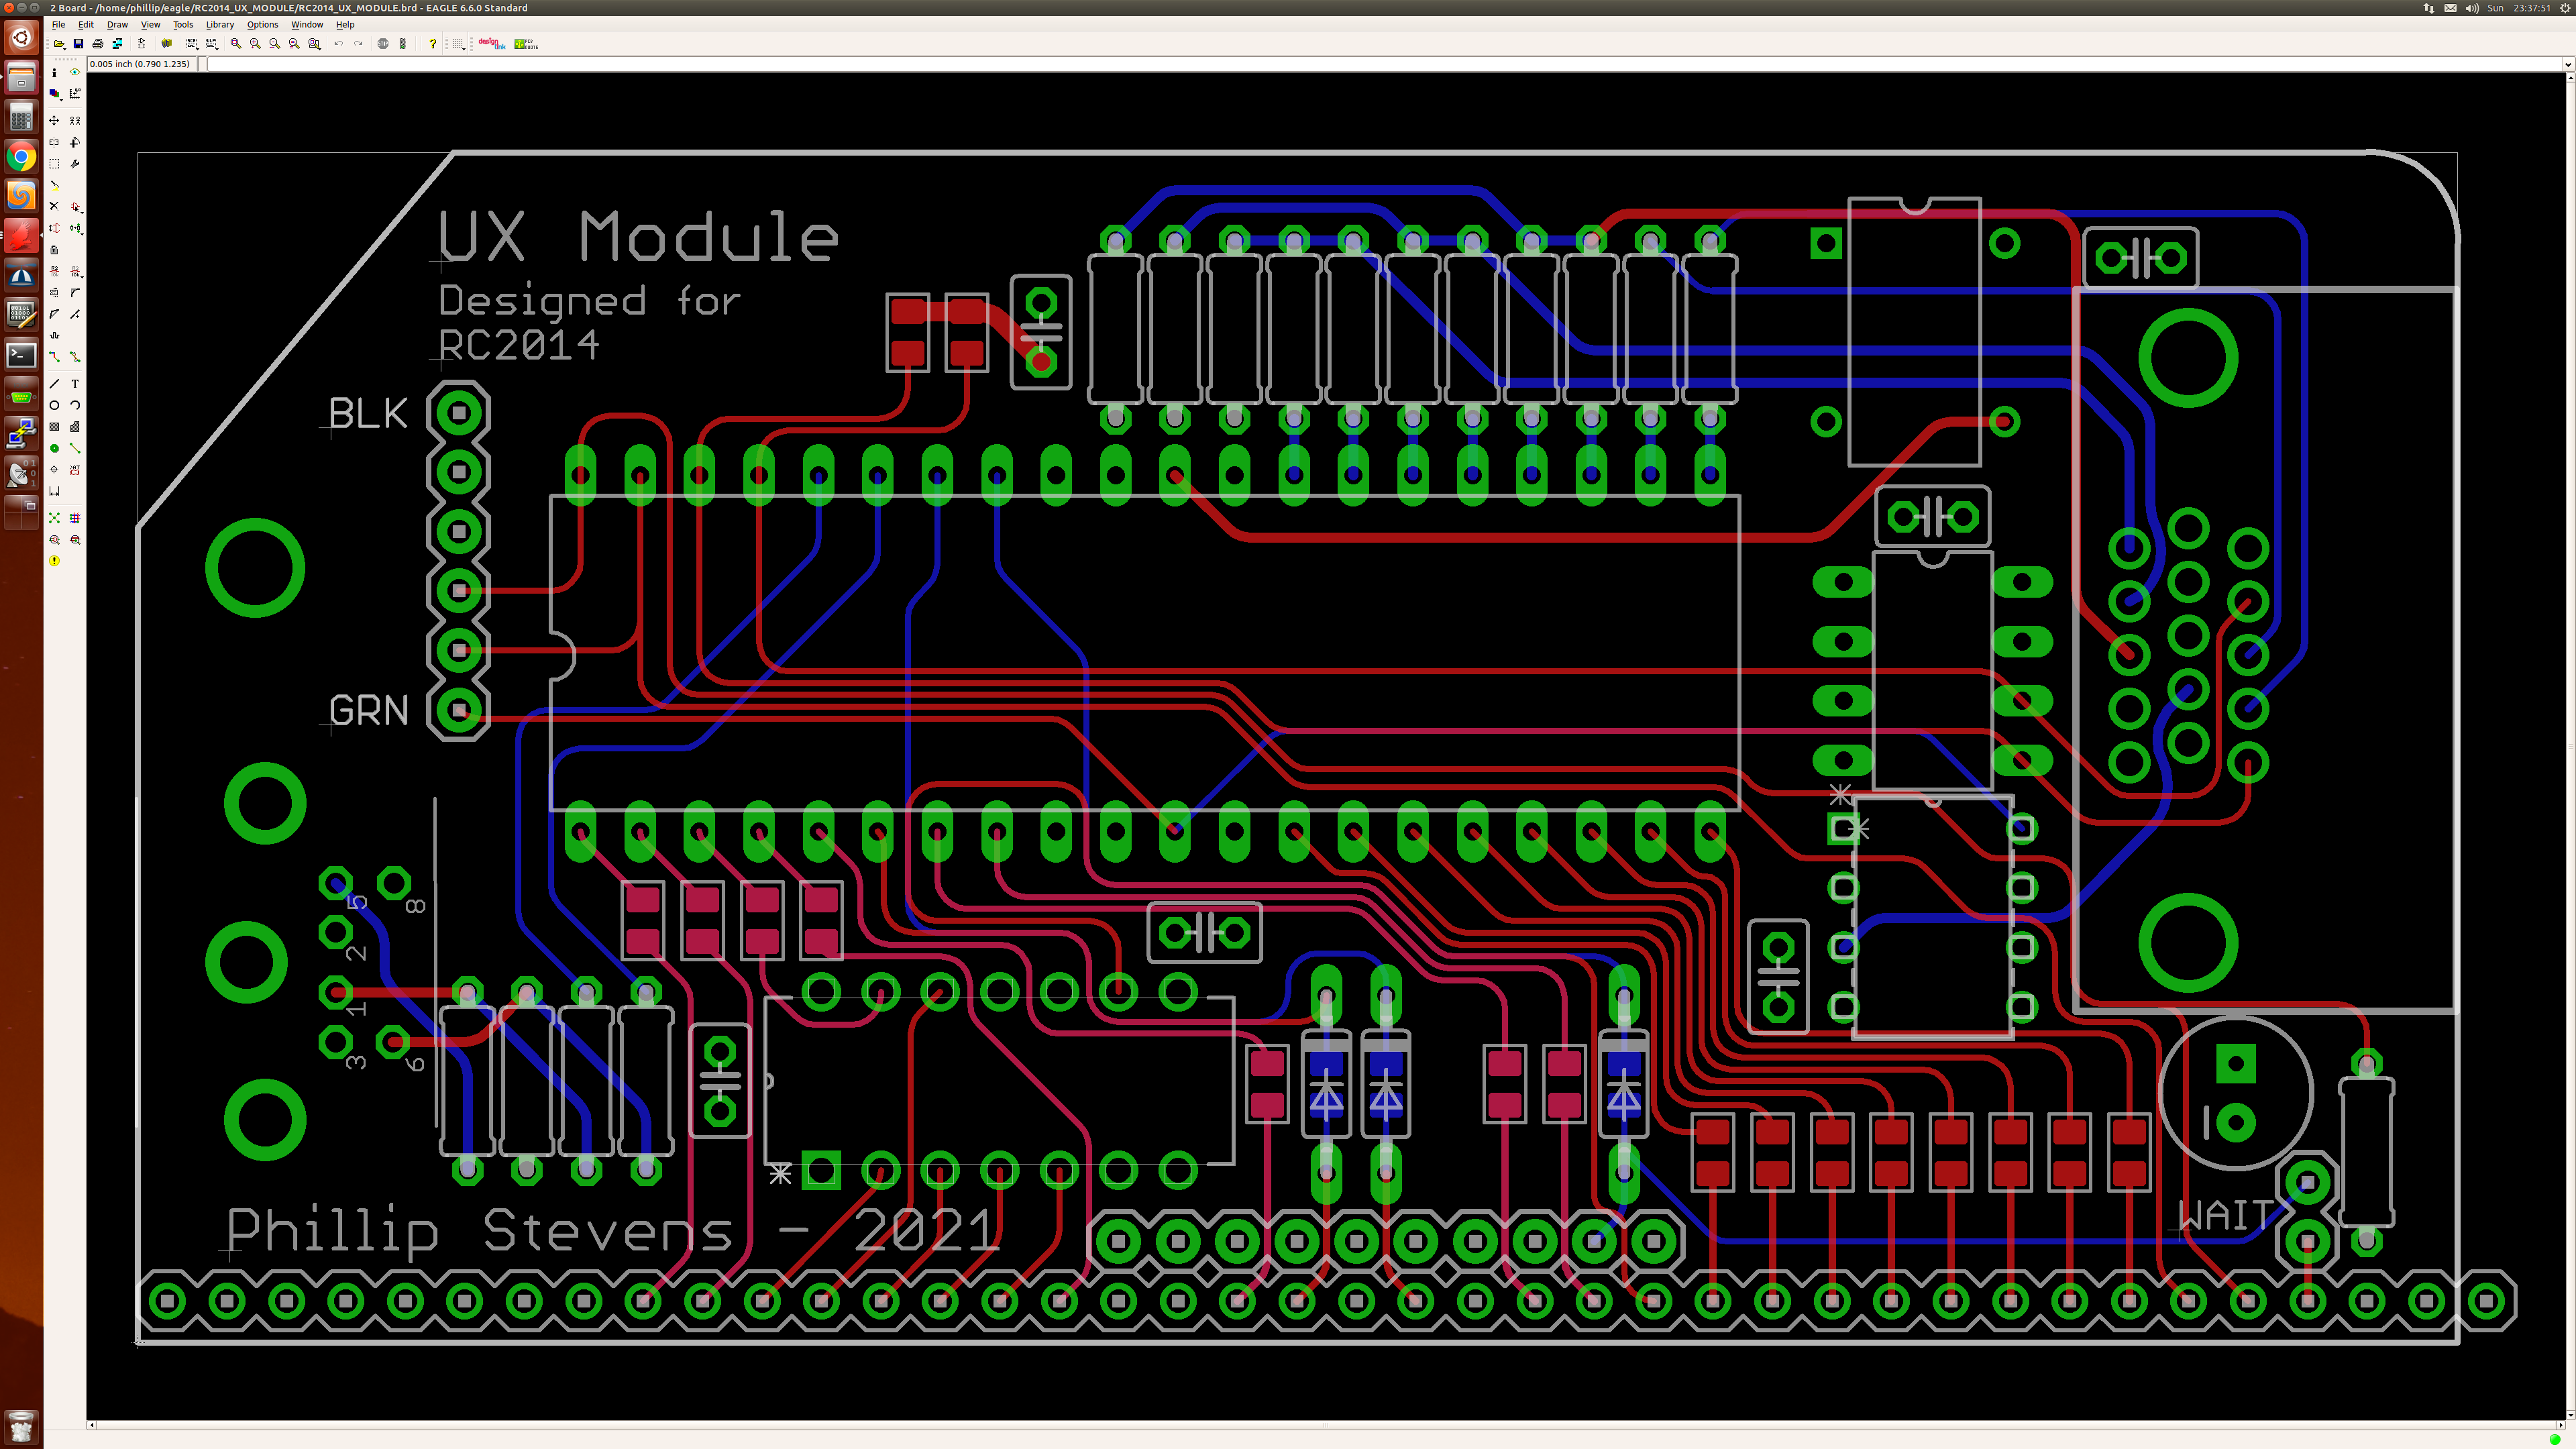 2 Board - /home/phillip/eagle/RC2014_UX_MODULE/RC2014_UX_MODULE.brd - EAGLE 6.6.0 Standard
Sun 23:37:51
File Edit Draw View Tools Library Options Window Help
0.005 inch (0.790 1.235)
UX Module
Designed for
RC2014
BLK
GRN
5
8
2
1
3
6
Phillip Stevens - 2021
WAIT